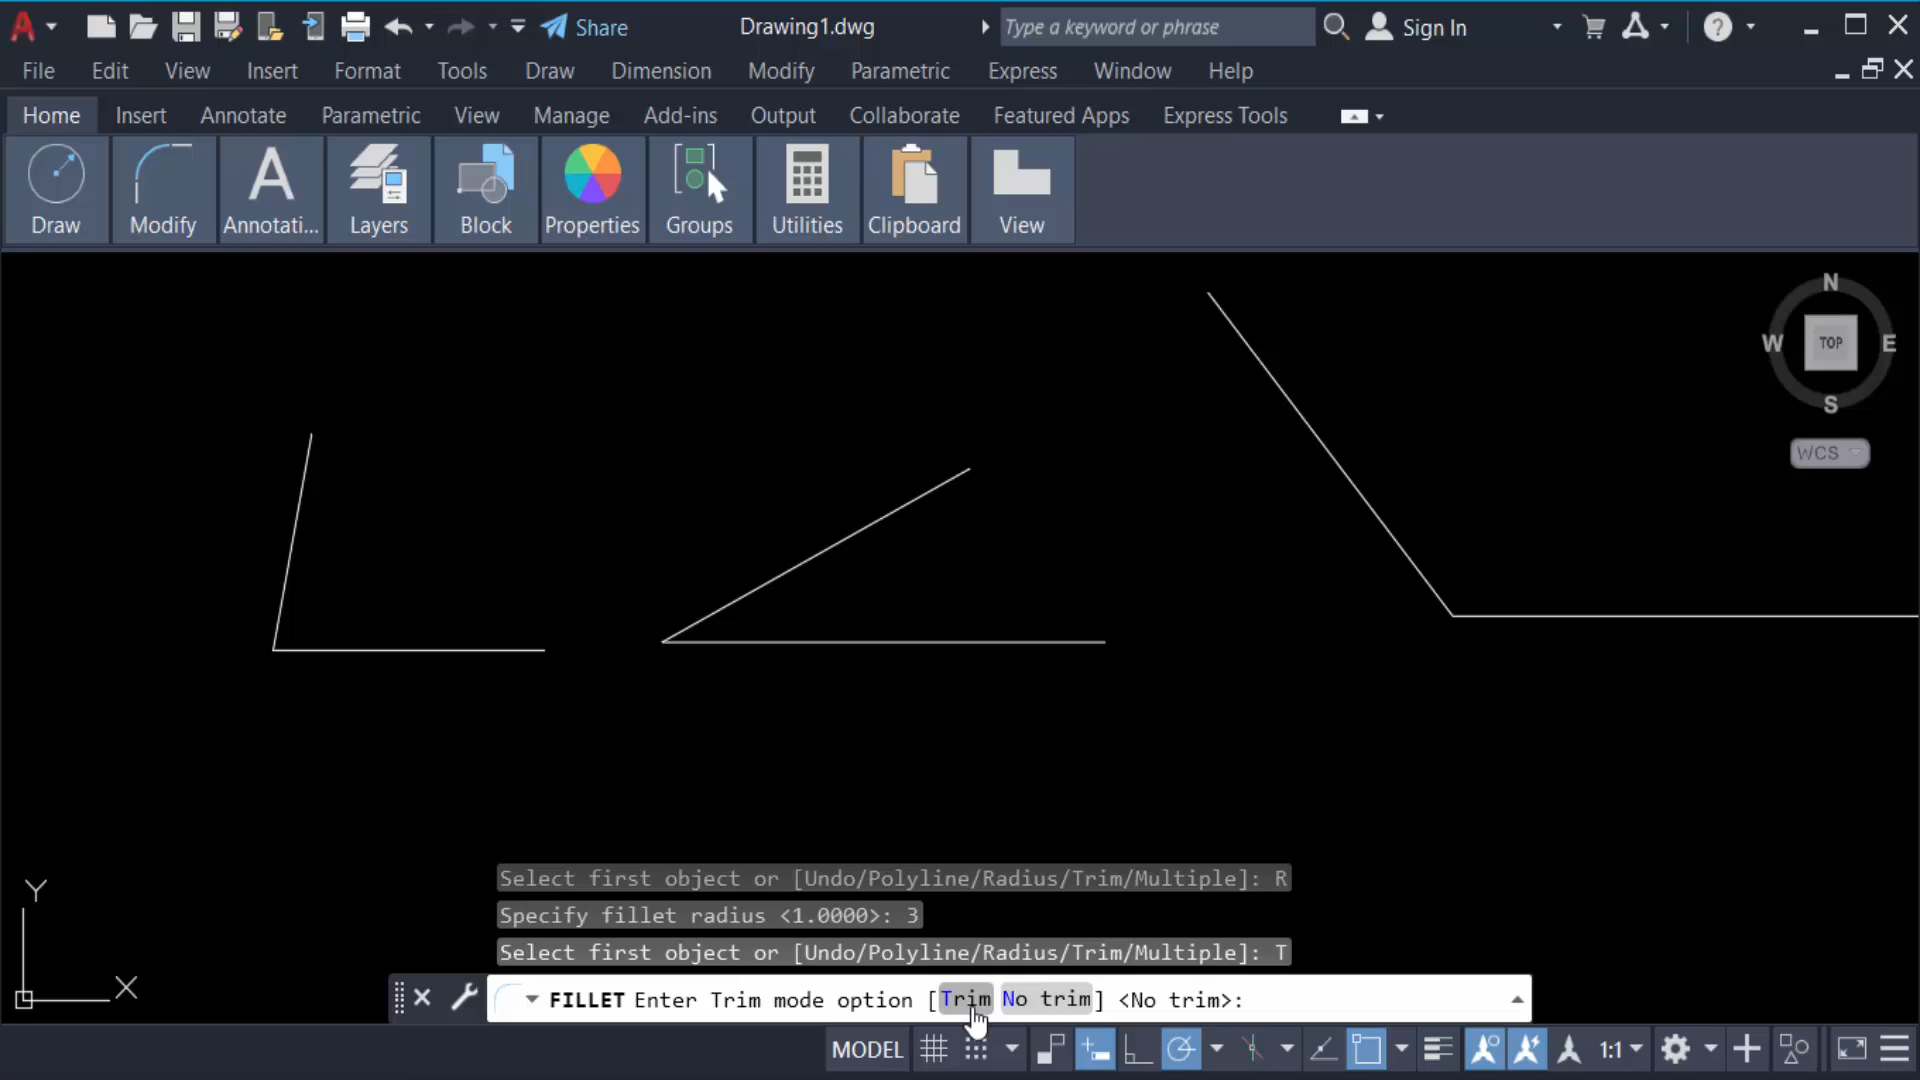 Share
Drawing1.dwg
Type a keyword or phrase
Sign In
File Edit View Insert Format Tools Draw Dimension Modify Parametric Express Window Help
Home Insert Annotate Parametric View Manage Add-ins Output Collaborate Featured Apps Express Tools
Draw Modify Annotati... Layers Block Properties Groups Utilities Clipboard View
N
W TOP E
S
WCS
Select first object or [Undo/Polyline/Radius/Trim/Multiple]: R
Y
Specify fillet radius <1.0000>: 3
Select first object or [Undo/Polyline/Radius/Trim/Multiple]: T
X
FILLET Enter Trim mode option [Trim No trim] <No trim>:
MODEL 1:1